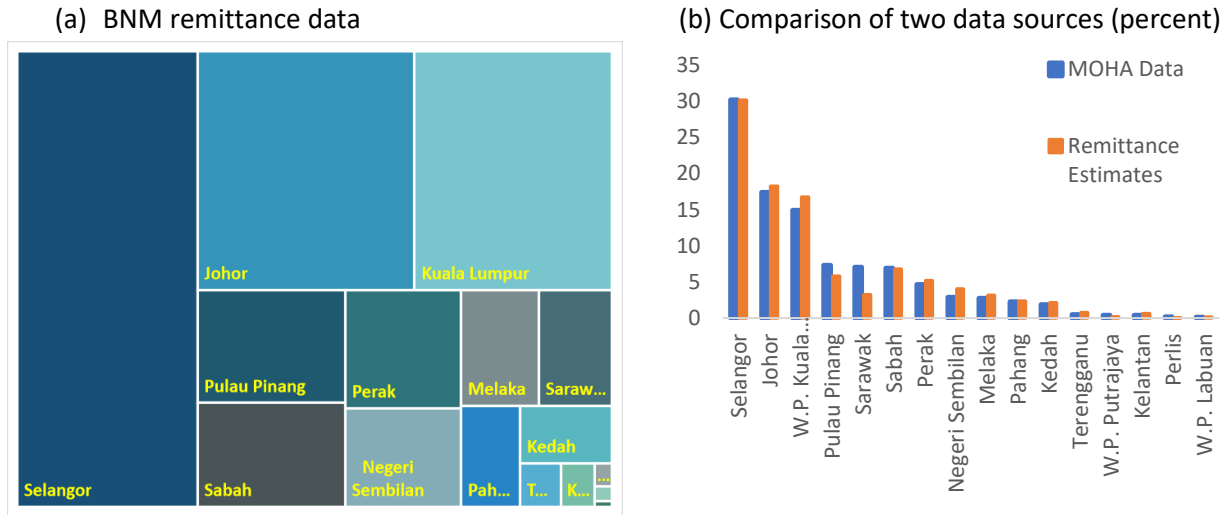 (a) BNM remittance data
Selangor
Johor
Kuala Lumpur
Pulau Pinang
Perak
Melaka
Saraw...
Sabah
Negeri
Sembilan
Pah...
Kedah
T...
K...
...
(b) Comparison of two data sources (percent)
35
30
25
20
15
10
5
0
MOHA Data
Remittance
Estimates
Selangor
Johor
W.P. Kuala...
Pulau Pinang
Sarawak
Sabah
Perak
Negeri Sembilan
Melaka
Pahang
Kedah
Terengganu
W.P. Putrajaya
Kelantan
Perlis
W.P. Labuan